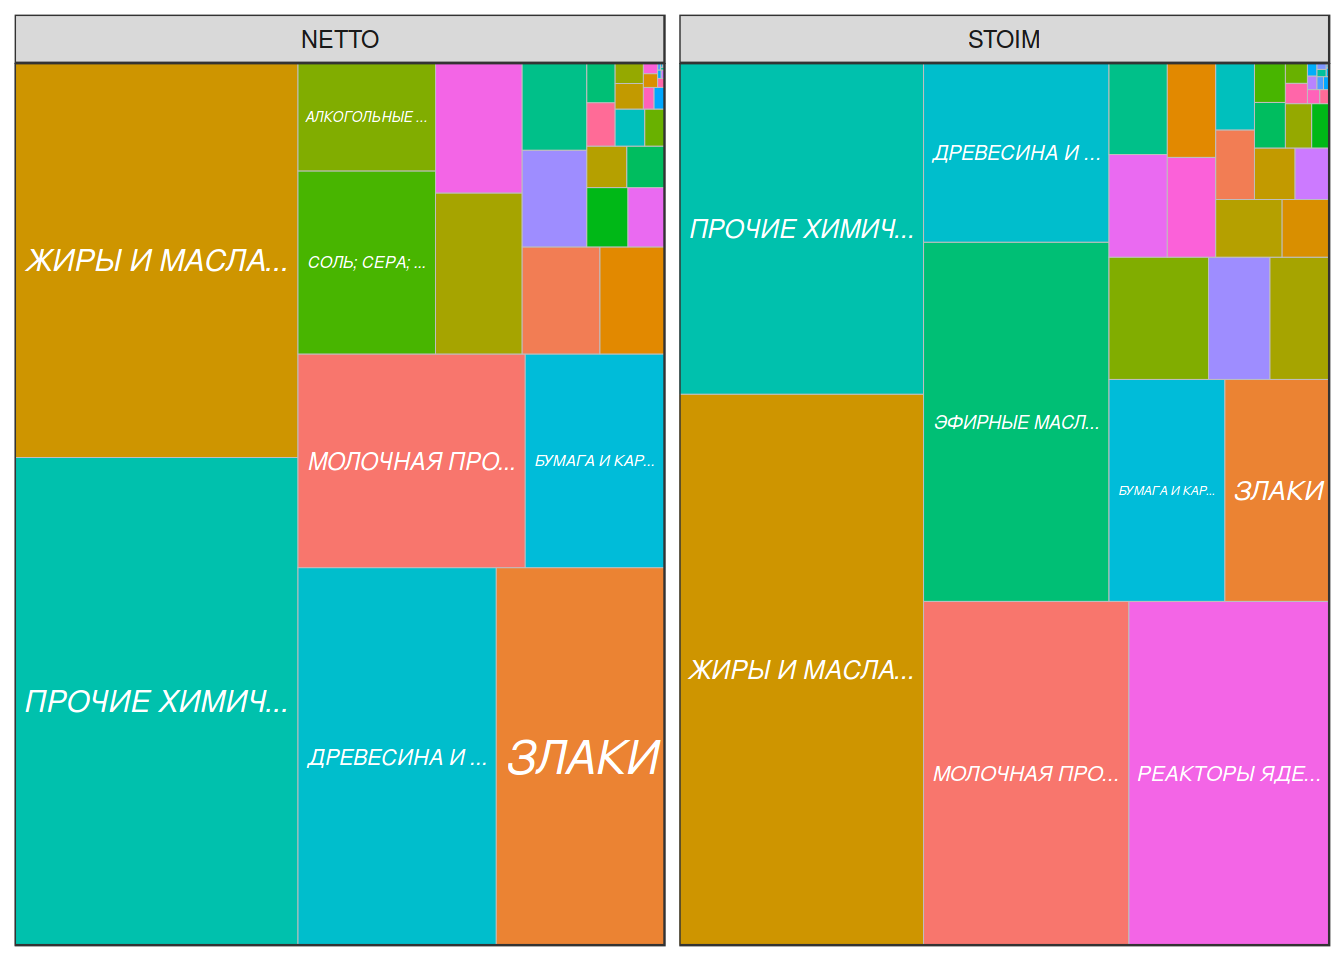 NETTO
STOIM
АЛКОГОЛЬНЫЕ ...
ЖИРЫ И МАСЛА...
СОЛЬ; СЕРА; ...
МОЛОЧНАЯ ПРО...
БУМАГА И КАР...
ПРОЧИЕ ХИМИЧ...
ДРЕВЕСИНА И ...
ЗЛАКИ
ДРЕВЕСИНА И ...
ПРОЧИЕ ХИМИЧ...
ЭФИРНЫЕ МАСЛ...
БУМАГА И КАР...
ЗЛАКИ
ЖИРЫ И МАСЛА...
МОЛОЧНАЯ ПРО...
РЕАКТОРЫ ЯДЕ...